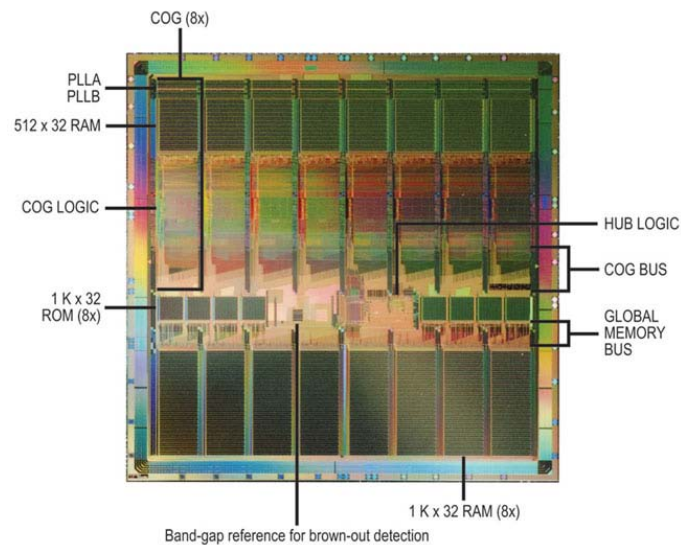 COG (8x)
PLLA
PLLB
512 x 32 RAM
COG LOGIC
HUB LOGIC
COG BUS
1 K x 32
ROM (8x)
GLOBAL
MEMORY
BUS
1 K x 32 RAM (8x)
Band-gap reference for brown-out detection